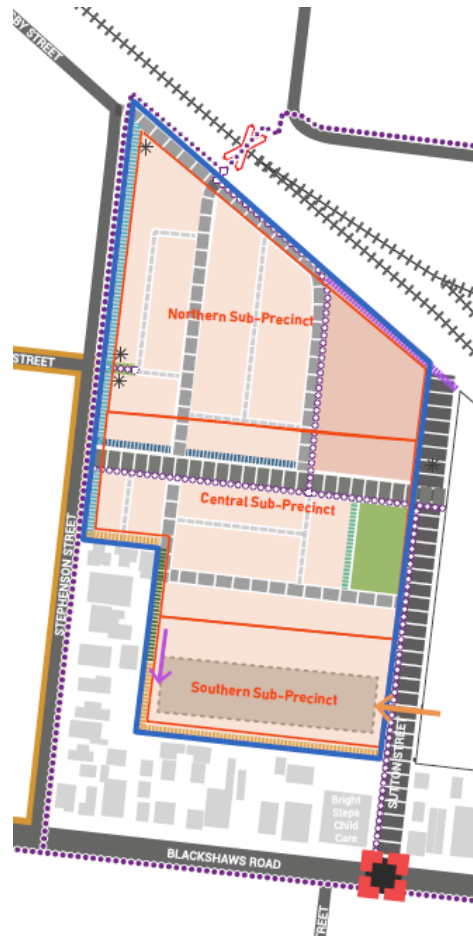 BY STREET
Northern Sub-Precinct
STREET
Central Sub-Precinct
STEPHENSON STREET
Southern Sub-Precinct
SUTTON STREET
Bright
Steps
Child
Care
BLACKSHAWS ROAD
REET